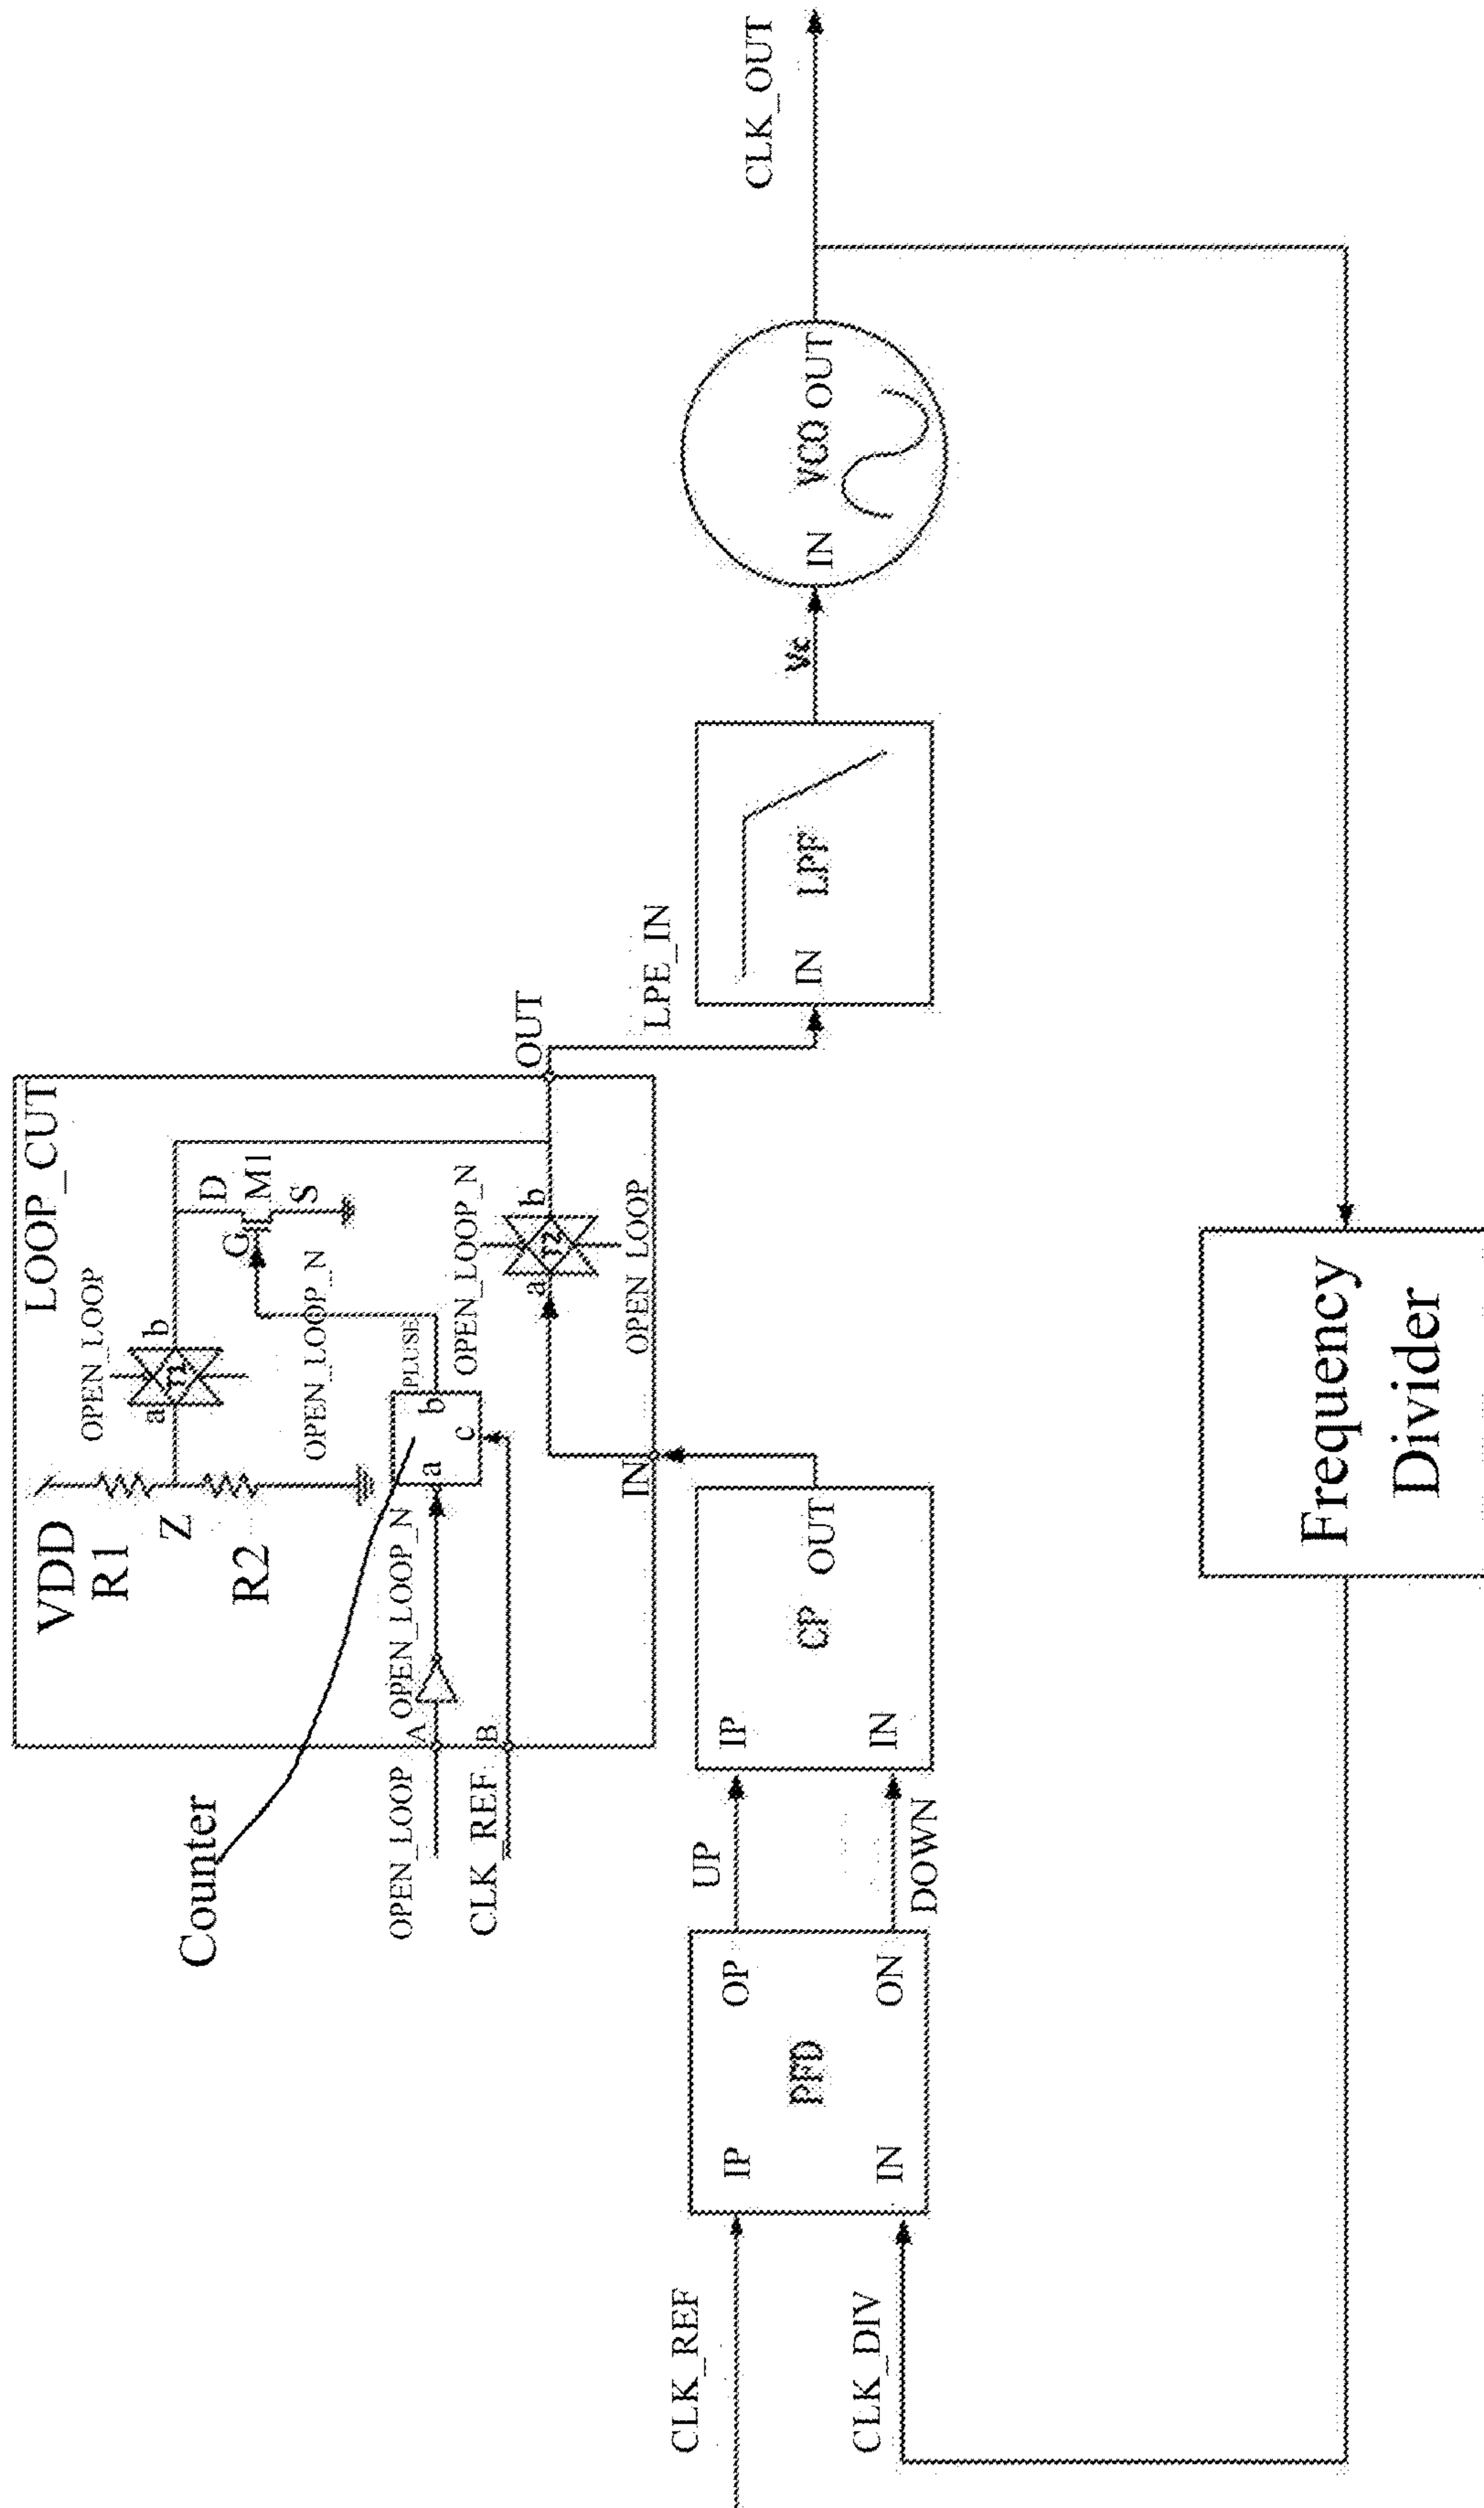 LOOP_CUT
VDD
R1
Z
R2
OPEN_LOOP
a
T1
b
OPEN_LOOP_N
D
G
M1
S
Counter
OPEN_LOOP
A
OPEN_LOOP_N
a
b
c
PLUSE
CLK_REF
B
OPEN_LOOP_N
a
T2
b
OPEN_LOOP
IN
OUT
LPE_IN
CLK_REF
CLK_DIV
IP
IN
PFD
OP
ON
UP
DOWN
IP
IN
CP
OUT
IN
LPF
Vc
IN
VCO
OUT
CLK_OUT
Frequency
Divider